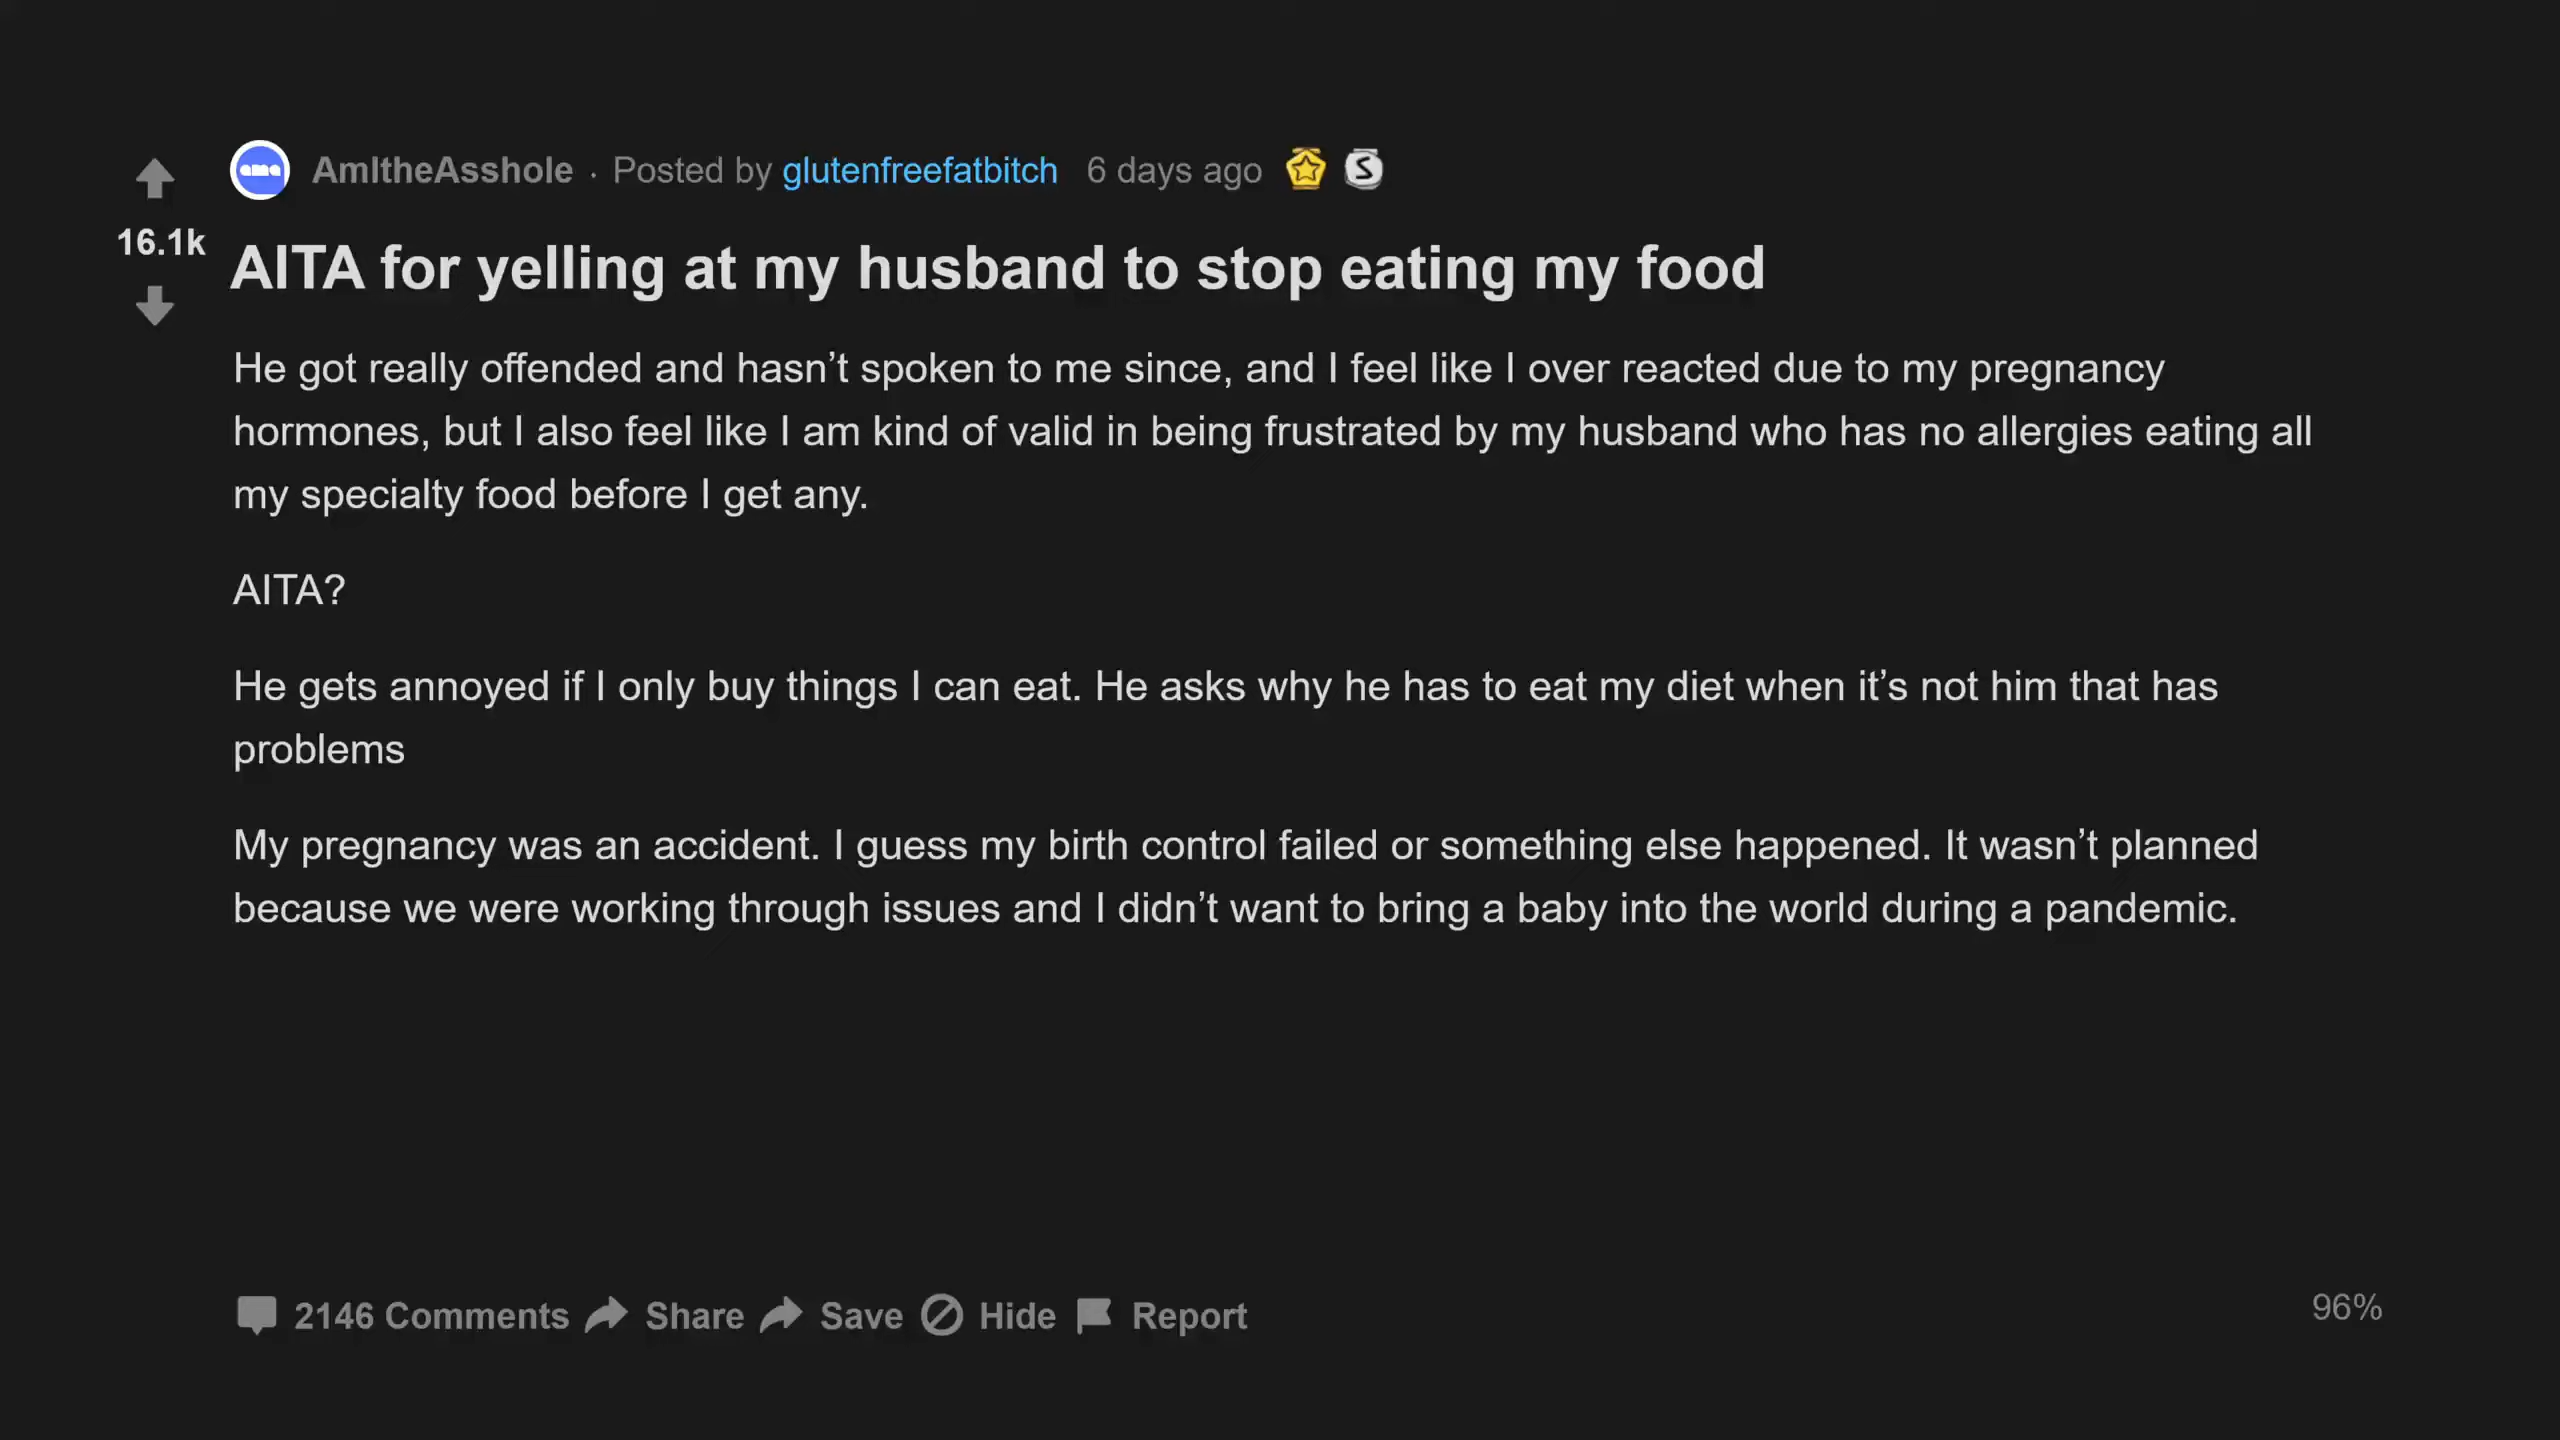 ama AmItheAsshole · Posted by glutenfreefatbitch 6 days ago S
16.1k
AITA for yelling at my husband to stop eating my food
He got really offended and hasn’t spoken to me since, and I feel like I over reacted due to my pregnancy
hormones, but I also feel like I am kind of valid in being frustrated by my husband who has no allergies eating all
my specialty food before I get any.
AITA?
He gets annoyed if I only buy things I can eat. He asks why he has to eat my diet when it’s not him that has
problems
My pregnancy was an accident. I guess my birth control failed or something else happened. It wasn’t planned
because we were working through issues and I didn’t want to bring a baby into the world during a pandemic.
2146 Comments Share Save Hide Report 96%